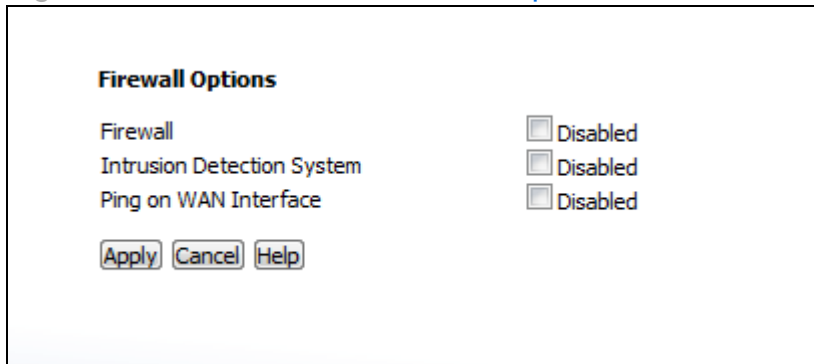 Firewall Options
Firewall Disabled
Intrusion Detection System Disabled
Ping on WAN Interface Disabled
Apply Cancel Help